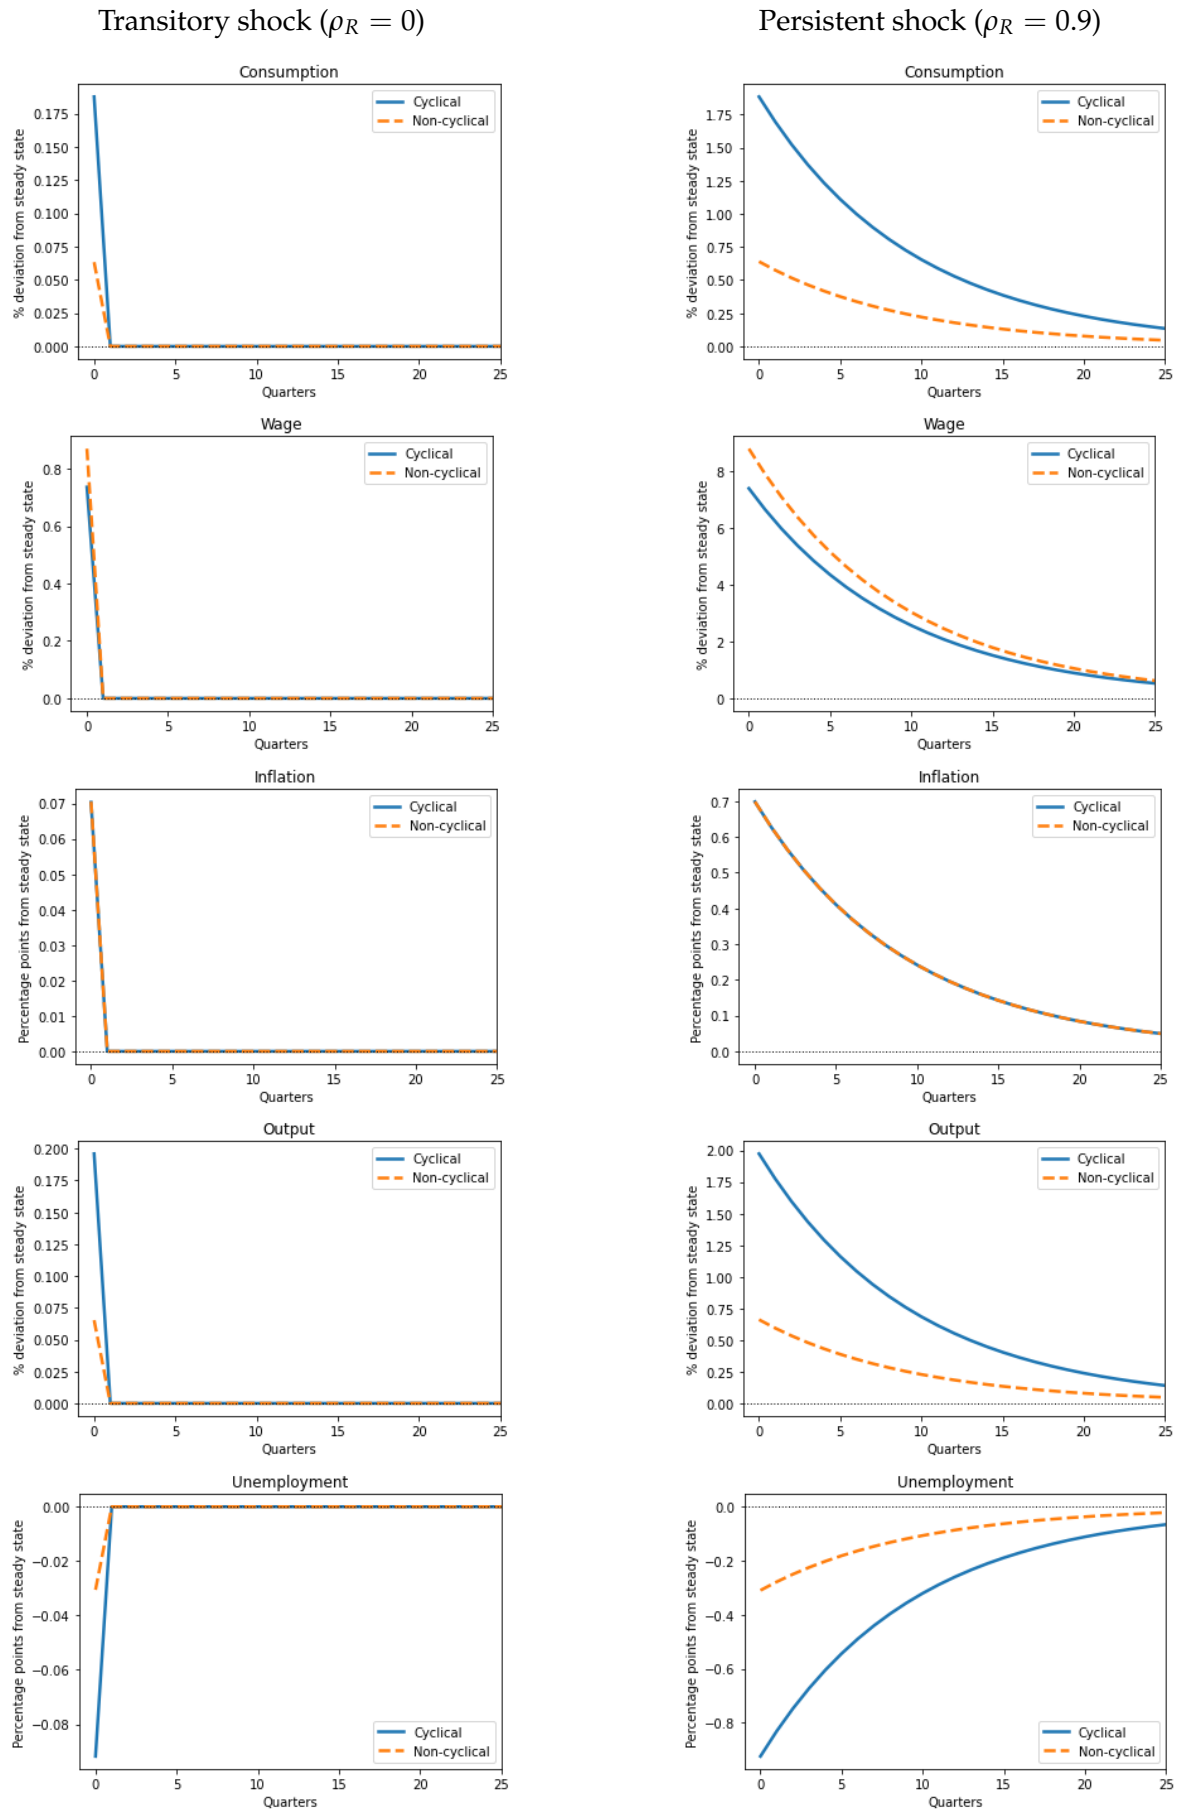 Transitory shock (ρ_R = 0)
Persistent shock (ρ_R = 0.9)
Consumption
% deviation from steady state
0.175
0.150
0.125
0.100
0.075
0.050
0.025
0.000
Cyclical
Non-cyclical
0 5 10 15 20 25
Quarters
Consumption
% deviation from steady state
1.75
1.50
1.25
1.00
0.75
0.50
0.25
0.00
Cyclical
Non-cyclical
0 5 10 15 20 25
Quarters
Wage
% deviation from steady state
0.8
0.6
0.4
0.2
0.0
Cyclical
Non-cyclical
0 5 10 15 20 25
Quarters
Wage
% deviation from steady state
8
6
4
2
0
Cyclical
Non-cyclical
0 5 10 15 20 25
Quarters
Inflation
Percentage points from steady state
0.07
0.06
0.05
0.04
0.03
0.02
0.01
0.00
Cyclical
Non-cyclical
0 5 10 15 20 25
Quarters
Inflation
Percentage points from steady state
0.7
0.6
0.5
0.4
0.3
0.2
0.1
0.0
Cyclical
Non-cyclical
0 5 10 15 20 25
Quarters
Output
% deviation from steady state
0.200
0.175
0.150
0.125
0.100
0.075
0.050
0.025
0.000
Cyclical
Non-cyclical
0 5 10 15 20 25
Quarters
Output
% deviation from steady state
2.00
1.75
1.50
1.25
1.00
0.75
0.50
0.25
0.00
Cyclical
Non-cyclical
0 5 10 15 20 25
Quarters
Unemployment
Percentage points from steady state
0.00
−0.02
−0.04
−0.06
−0.08
Cyclical
Non-cyclical
0 5 10 15 20 25
Quarters
Unemployment
Percentage points from steady state
0.0
−0.2
−0.4
−0.6
−0.8
Cyclical
Non-cyclical
0 5 10 15 20 25
Quarters